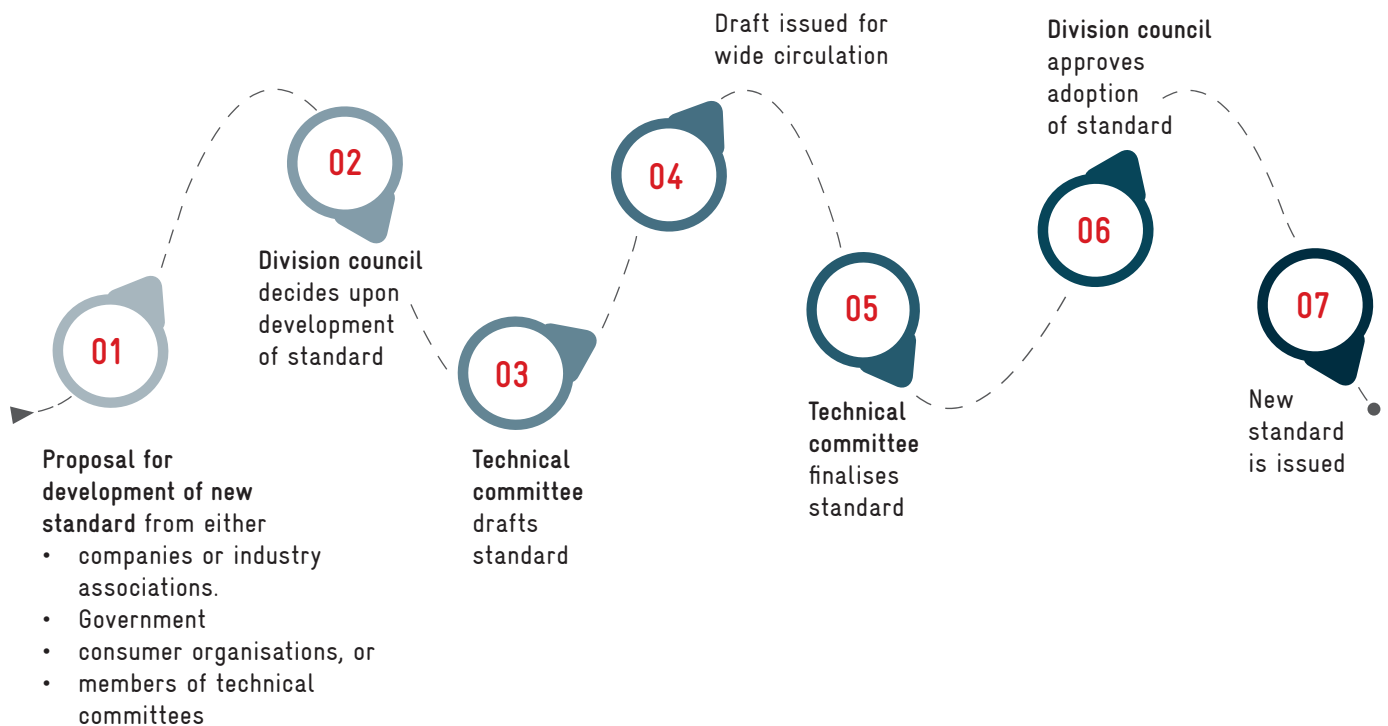 01
Proposal for
development of new
standard from either
• companies or industry
associations.
• Government
• consumer organisations, or
• members of technical
committees
02
Division council
decides upon
development
of standard
03
Technical
committee
drafts
standard
Draft issued for
wide circulation
04
05
Technical
committee
finalises
standard
Division council
approves
adoption
of standard
06
07
New
standard
is issued